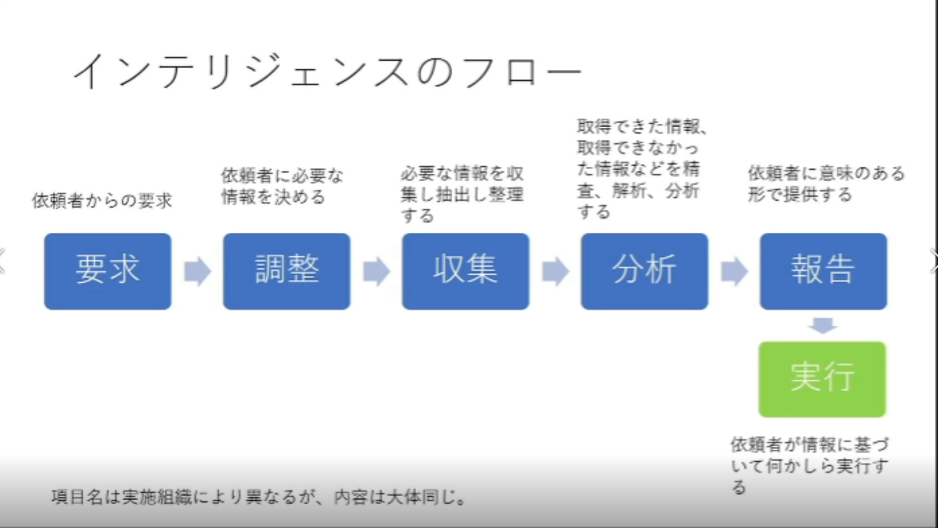 インテリジェンスのフロー
依頼者からの要求
依頼者に必要な
情報を決める
必要な情報を収
集し抽出し整理
する
取得できた情報、
取得できなかっ
た情報などを精
査、解析、分析
する
依頼者に意味のある
形で提供する
要求
調整
収集
分析
報告
実行
依頼者が情報に基づ
いて何かしら実行す
る
項目名は実施組織により異なるが、内容は大体同じ。